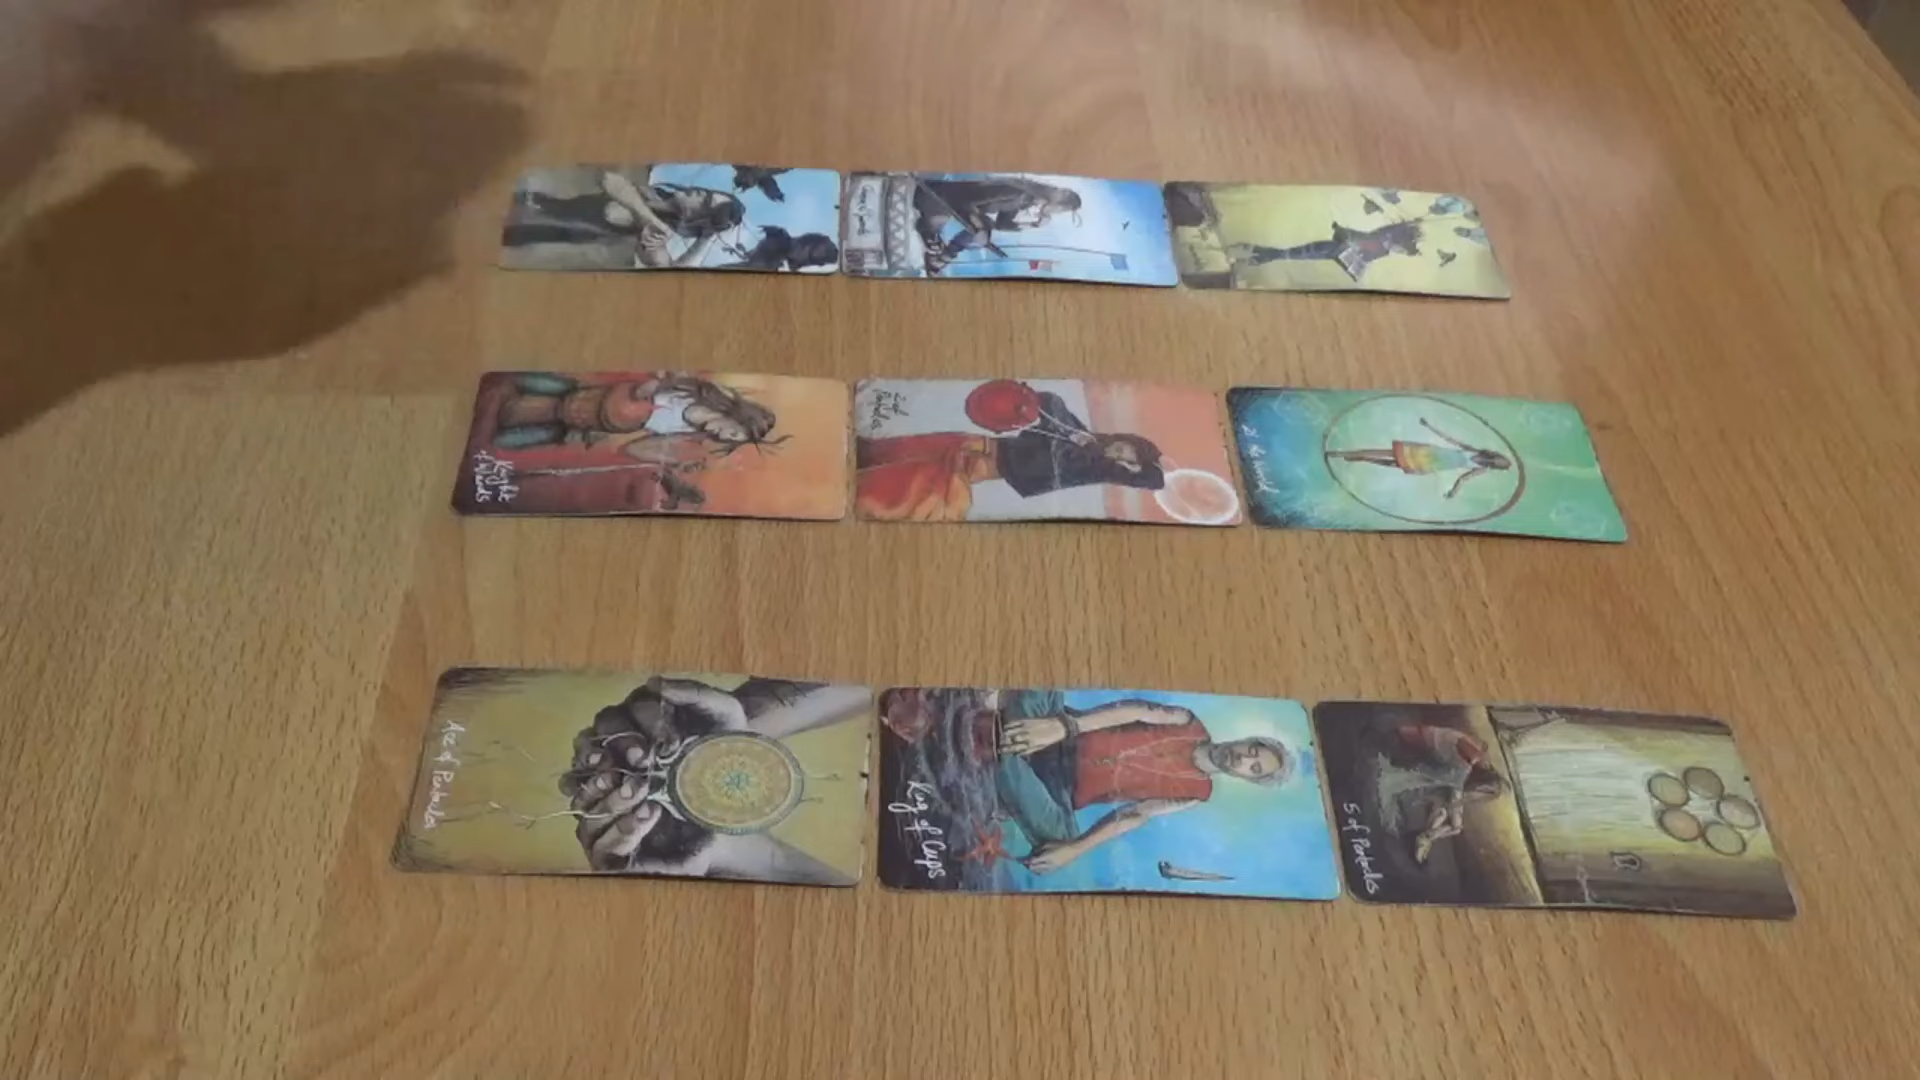 Knight
of Wands
2 of
Pentacles
21 the World
Ace of Pentacles
King of Cups
5 of Pentacles